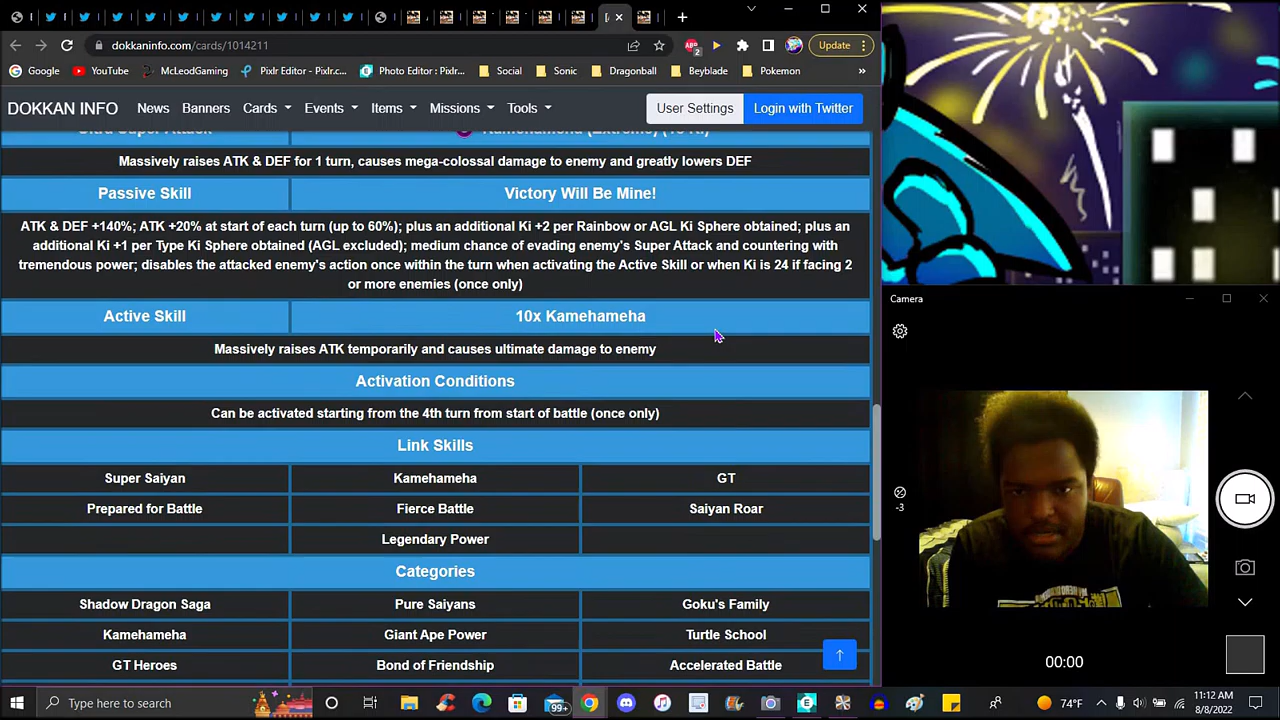 dokkaninfo.com/cards/1014211
Update
Google YouTube McLeodGaming Pixlr Editor - Pixlr.c... Photo Editor : Pixlr... Social Sonic Dragonball Beyblade Pokemon »
DOKKAN INFO News Banners Cards Events Items Missions Tools User Settings Login with Twitter
Massively raises ATK & DEF for 1 turn, causes mega-colossal damage to enemy and greatly lowers DEF
Passive Skill Victory Will Be Mine!
ATK & DEF +140%; ATK +20% at start of each turn (up to 60%); plus an additional Ki +2 per Rainbow or AGL Ki Sphere obtained; plus an
additional Ki +1 per Type Ki Sphere obtained (AGL excluded); medium chance of evading enemy's Super Attack and countering with
tremendous power; disables the attacked enemy's action once within the turn when activating the Active Skill or when Ki is 24 if facing 2
or more enemies (once only)
Active Skill 10x Kamehameha
Massively raises ATK temporarily and causes ultimate damage to enemy
Activation Conditions
Can be activated starting from the 4th turn from start of battle (once only)
Link Skills
Super Saiyan Kamehameha GT
Prepared for Battle Fierce Battle Saiyan Roar
Legendary Power
Categories
Shadow Dragon Saga Pure Saiyans Goku's Family
Kamehameha Giant Ape Power Turtle School
GT Heroes Bond of Friendship Accelerated Battle
Camera
-3
00:00
Type here to search
99+
74°F
11:12 AM
8/8/2022